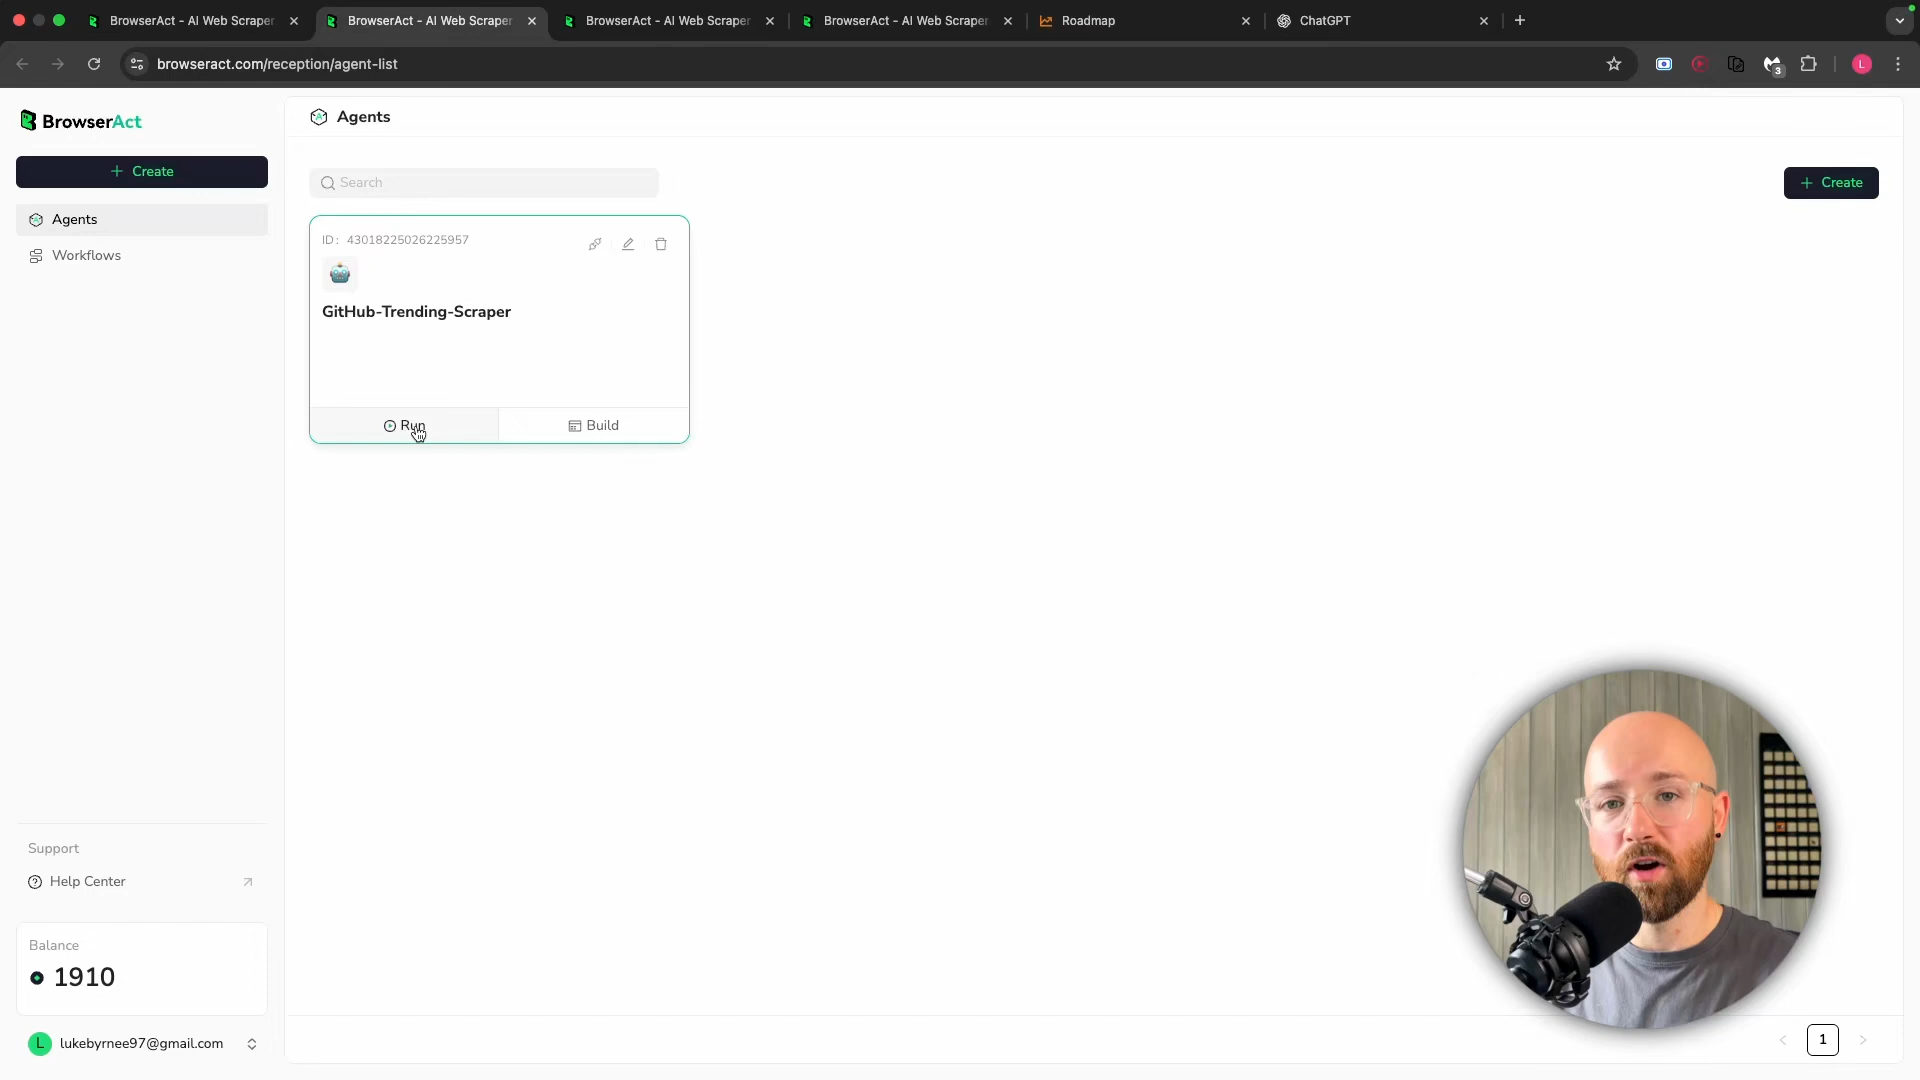 BrowserAct - AI Web Scraper
BrowserAct - AI Web Scraper
BrowserAct - AI Web Scraper
BrowserAct - AI Web Scraper
Roadmap
ChatGPT
browseract.com/reception/agent-list
3
L
BrowserAct
Create
Agents
Workflows
Agents
Search
Create
ID: 43018225026225957
GitHub-Trending-Scraper
Run
Build
Support
Help Center
Balance
1910
L
lukebyrnee97@gmail.com
1